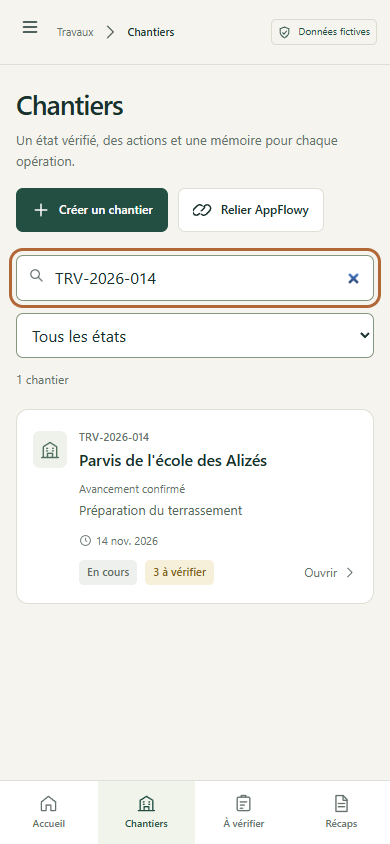 Travaux
Chantiers
Données fictives
Chantiers
Un état vérifié, des actions et une mémoire pour chaque
opération.
Créer un chantier
Relier AppFlowy
TRV-2026-014
Tous les états
1 chantier
TRV-2026-014
Parvis de l'école des Alizés
Avancement confirmé
Préparation du terrassement
14 nov. 2026
En cours
3 à vérifier
Ouvrir
Accueil
Chantiers
À vérifier
Récaps